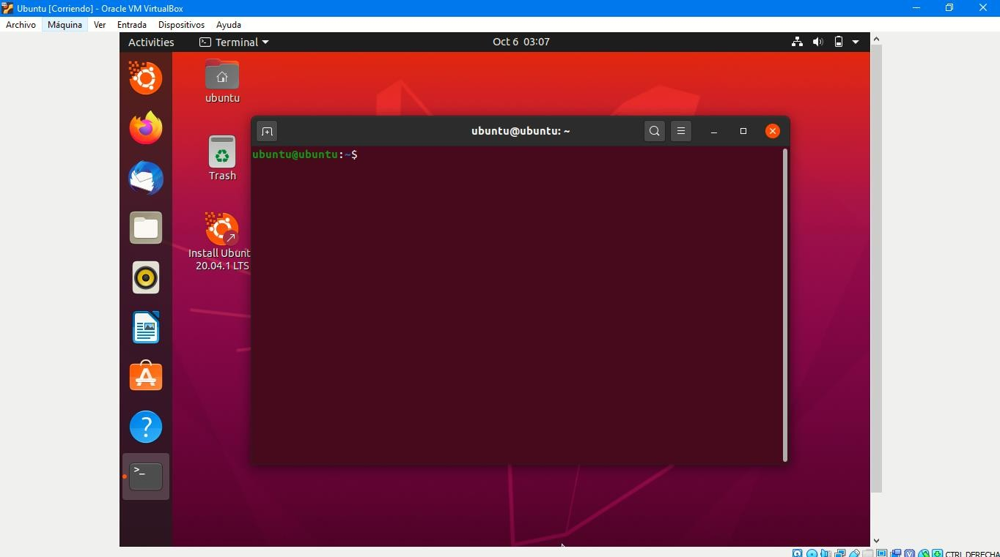 Ubuntu [Corriendo] - Oracle VM VirtualBox
Archivo Máquina Ver Entrada Dispositivos Ayuda
Activities Terminal Oct 6 03:07
ubuntu
ubuntu@ubuntu: ~
ubuntu@ubuntu:~$
Trash
Install Ubunt
20.04.1 LTS
CTRL DERECHA